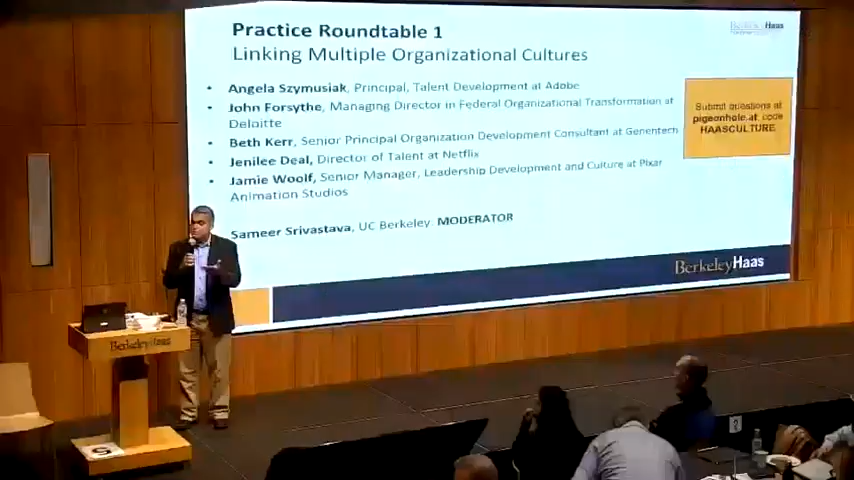 Practice Roundtable 1
Linking Multiple Organizational Cultures
BerkeleyHaas
• Angela Szymusiak, Principal, Talent Development at Adobe
• John Forsythe, Managing Director in Federal Organizational Transformation at
Deloitte
• Beth Kerr, Senior Principal Organization Development Consultant at Genentech
• Jenilee Deal, Director of Talent at Netflix
• Jamie Woolf, Senior Manager, Leadership Development and Culture at Pixar
Animation Studios
Sameer Srivastava, UC Berkeley MODERATOR
Submit questions at
pigeonhole.at code
HAASCULTURE
BerkeleyHaas
BerkeleyHaas
2